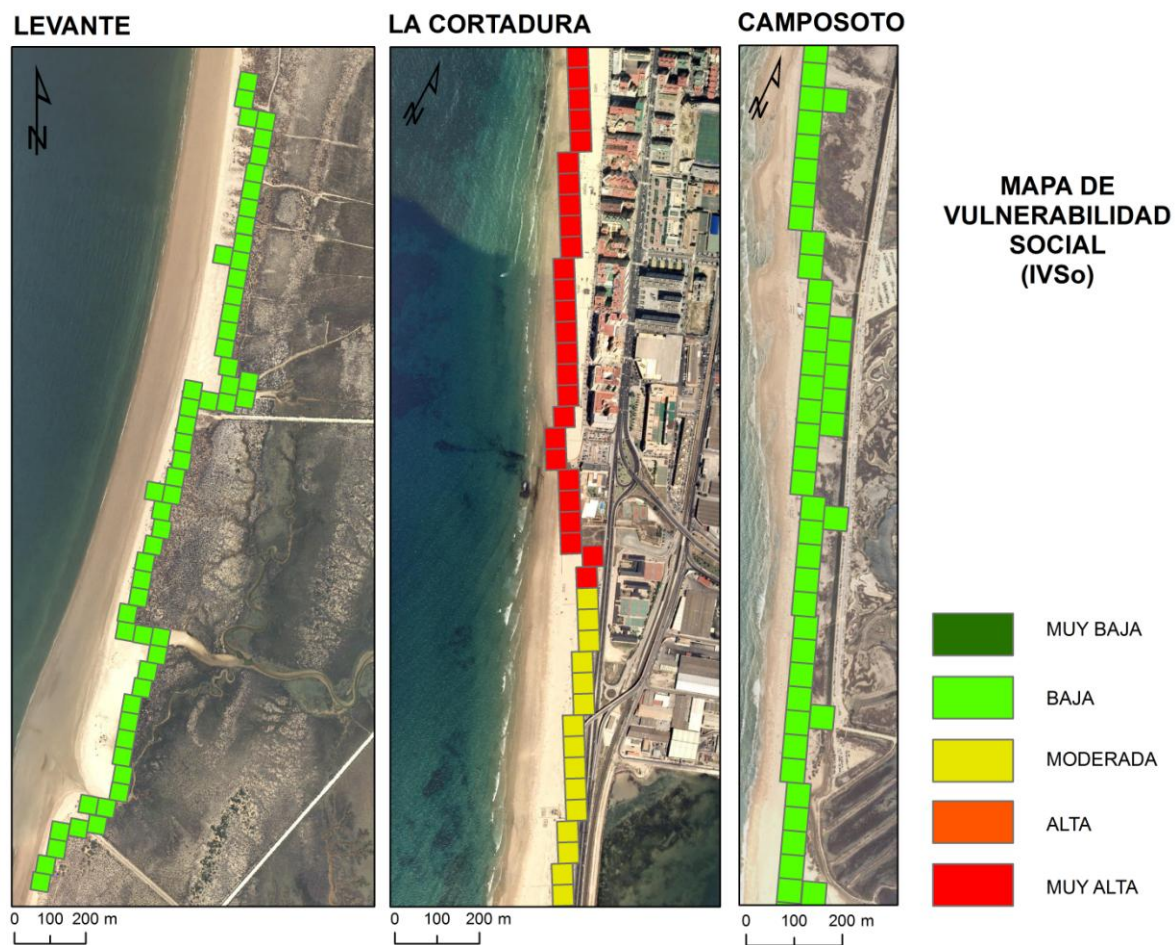 LEVANTE
LA CORTADURA
CAMPOSOTO
N
N
N
MAPA DE
VULNERABILIDAD
SOCIAL
(IVSo)
MUY BAJA
BAJA
MODERADA
ALTA
MUY ALTA
0 100 200 m
0 100 200 m
0 100 200 m